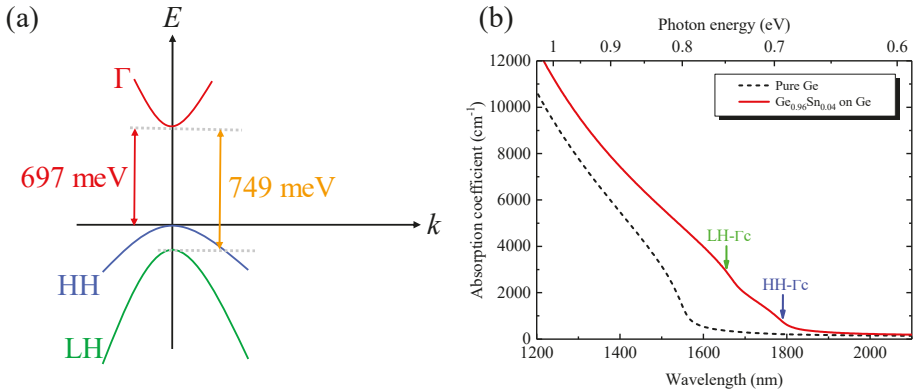 (a)
E
Γ
697 meV
749 meV
k
HH
LH
(b)
Photon energy (eV)
1 0.9 0.8 0.7 0.6
12000
10000
8000
6000
4000
2000
0
Absorption coefficient (cm⁻¹)
Pure Ge
Ge₀.₉₆Sn₀.₀₄ on Ge
LH-Γc
HH-Γc
1200 1400 1600 1800 2000
Wavelength (nm)